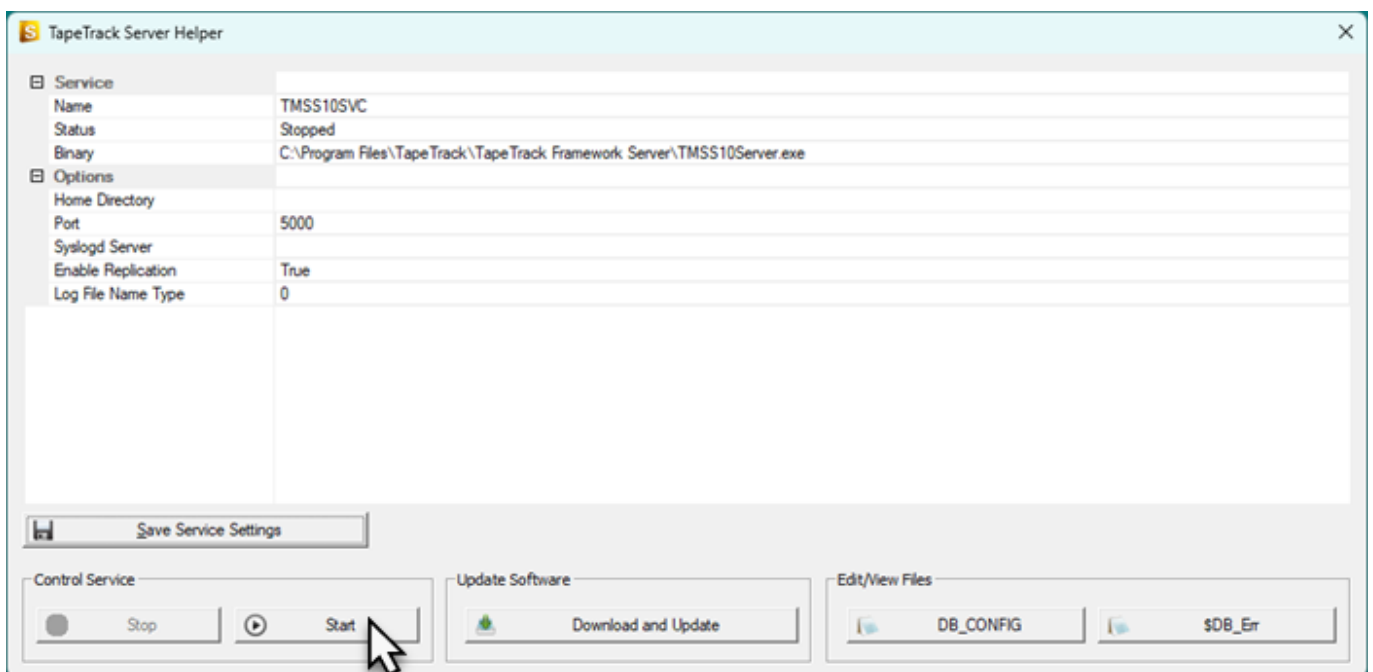 TapeTrack Server Helper
Service
Name TMSS10SVC
Status Stopped
Binary C:\Program Files\TapeTrack\TapeTrack Framework Server\TMSS10Server.exe
Options
Home Directory
Port 5000
Syslogd Server
Enable Replication True
Log File Name Type 0
Save Service Settings
Control Service Update Software Edit/View Files
Stop Start Download and Update DB_CONFIG $DB_Err